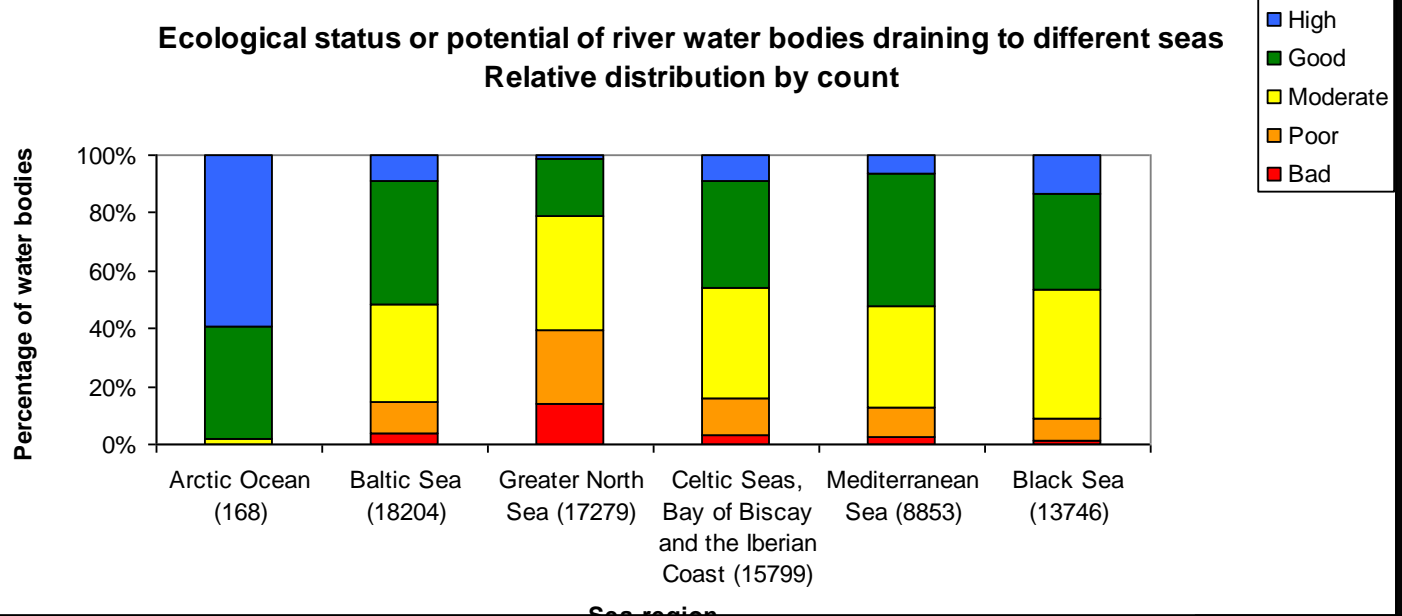 Ecological status or potential of river water bodies draining to different seas
Relative distribution by count
High
Good
Moderate
Poor
Bad
Percentage of water bodies
100%
80%
60%
40%
20%
0%
Arctic Ocean
(168)
Baltic Sea
(18204)
Greater North
Sea (17279)
Celtic Seas,
Bay of Biscay
and the Iberian
Coast (15799)
Mediterranean
Sea (8853)
Black Sea
(13746)
Sea region